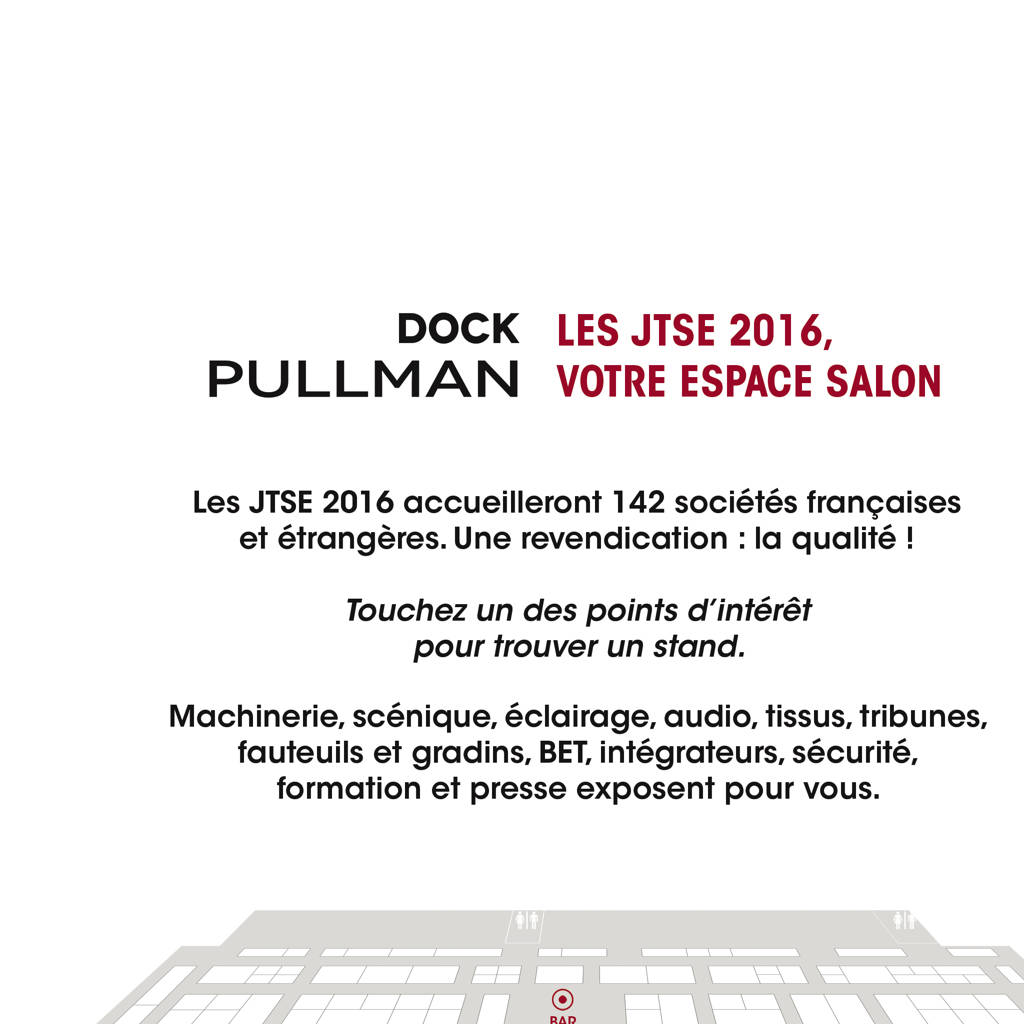 DOCK
PULLMAN
LES JTSE 2016,
VOTRE ESPACE SALON
Les JTSE 2016 accueilleront 142 sociétés françaises
et étrangères. Une revendication : la qualité !
Touchez un des points d’intérêt
pour trouver un stand.
Machinerie, scénique, éclairage, audio, tissus, tribunes,
fauteuils et gradins, BET, intégrateurs, sécurité,
formation et presse exposent pour vous.
BAR